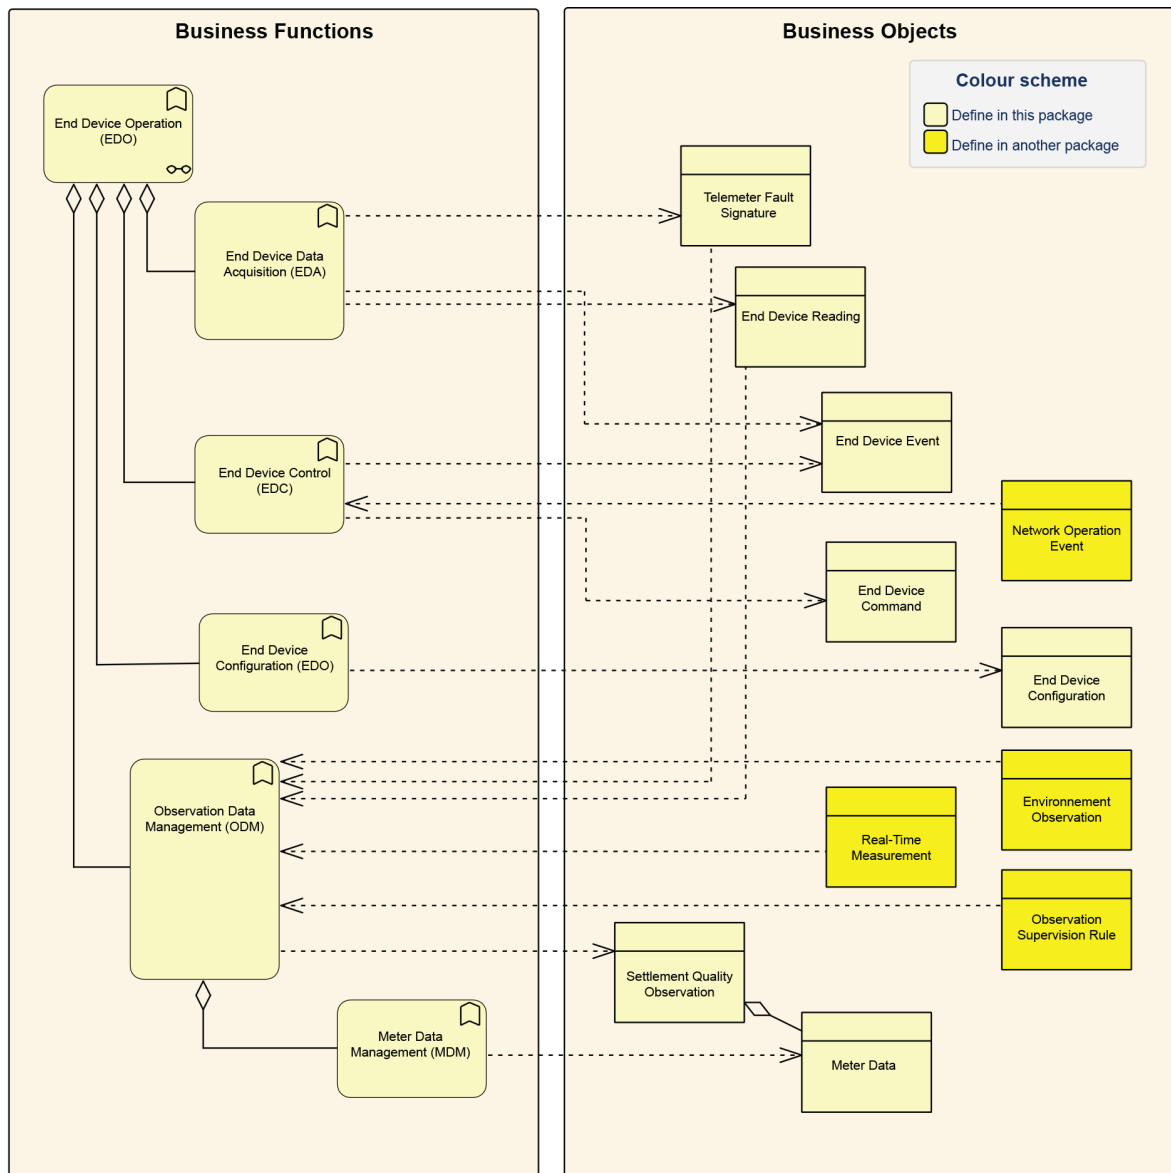 Business Functions
Business Objects
Colour scheme
Define in this package
Define in another package
End Device Operation
(EDO)
Telemeter Fault
Signature
End Device Data
Acquisition (EDA)
End Device Reading
End Device Event
End Device Control
(EDC)
Network Operation
Event
End Device
Command
End Device
Configuration (EDO)
End Device
Configuration
Observation Data
Management (ODM)
Environnement
Observation
Real-Time
Measurement
Observation
Supervision Rule
Settlement Quality
Observation
Meter Data
Management (MDM)
Meter Data